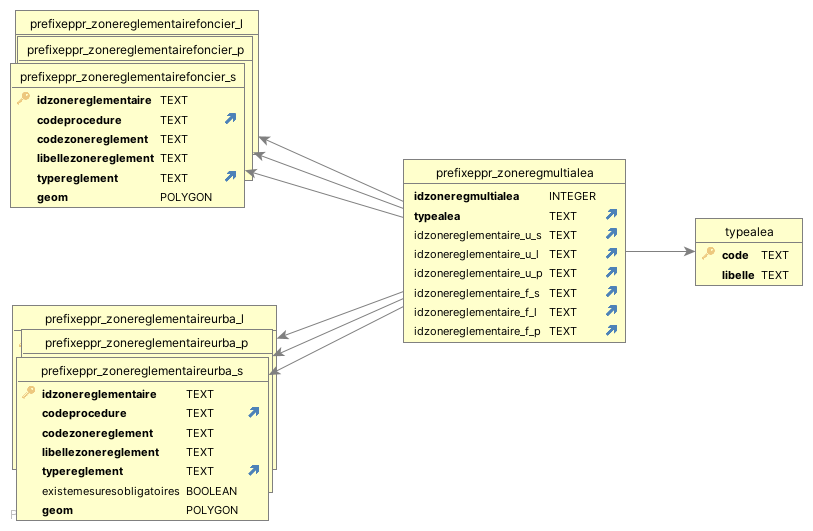 prefixeppr_zonereglementairefoncier_l
prefixeppr_zonereglementairefoncier_p
prefixeppr_zonereglementairefoncier_s
idzonereglementaire TEXT
codeprocedure TEXT
codezonereglement TEXT
libellezonereglement TEXT
typereglement TEXT
geom POLYGON
prefixeppr_zoneregmultialea
idzoneregmultialea INTEGER
typealea TEXT
idzonereglementaire_u_s TEXT
idzonereglementaire_u_l TEXT
idzonereglementaire_u_p TEXT
idzonereglementaire_f_s TEXT
idzonereglementaire_f_l TEXT
idzonereglementaire_f_p TEXT
typealea
code TEXT
libelle TEXT
prefixeppr_zonereglementaireurba_l
prefixeppr_zonereglementaireurba_p
prefixeppr_zonereglementaireurba_s
idzonereglementaire TEXT
codeprocedure TEXT
codezonereglement TEXT
libellezonereglement TEXT
typereglement TEXT
existemesuresobligatoires BOOLEAN
geom POLYGON